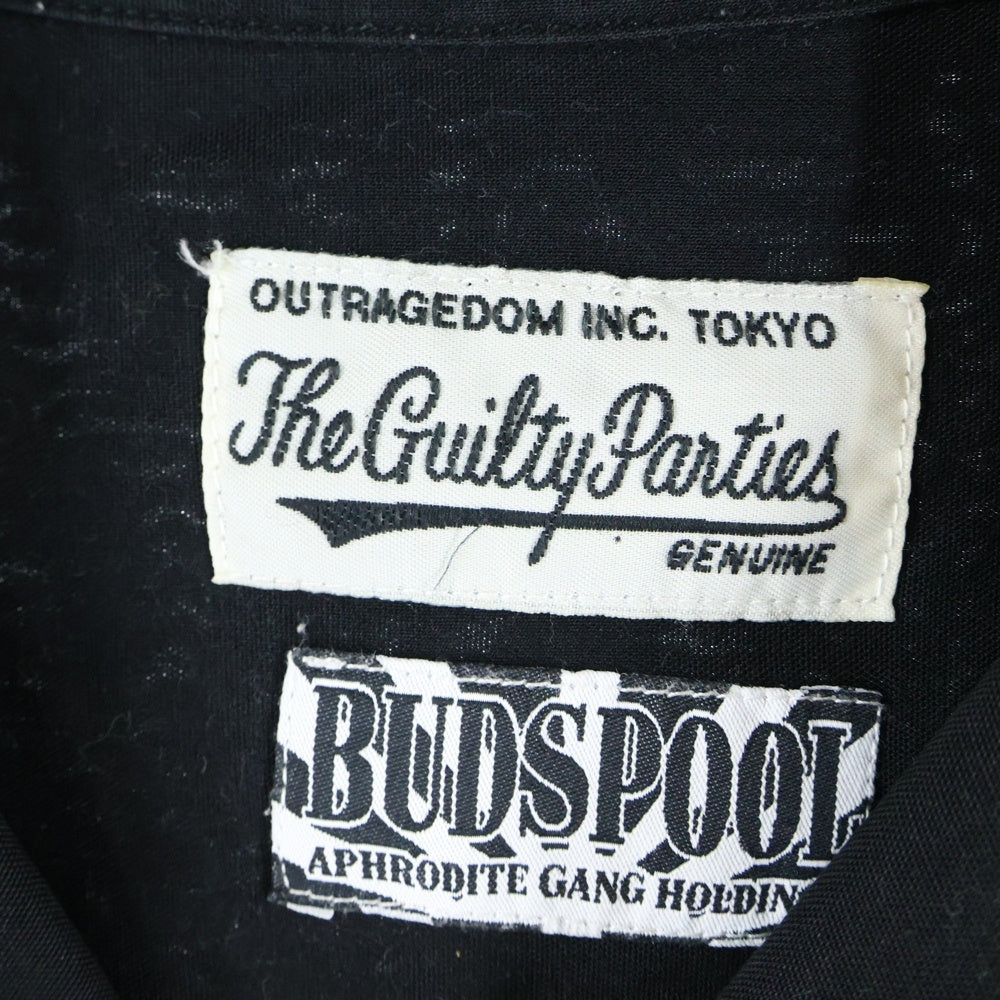 OUTRAGEDOM INC. TOKYO
The Guilty Parties
GENUINE
BUDSPOOL
APHRODITE GANG HOLDIN